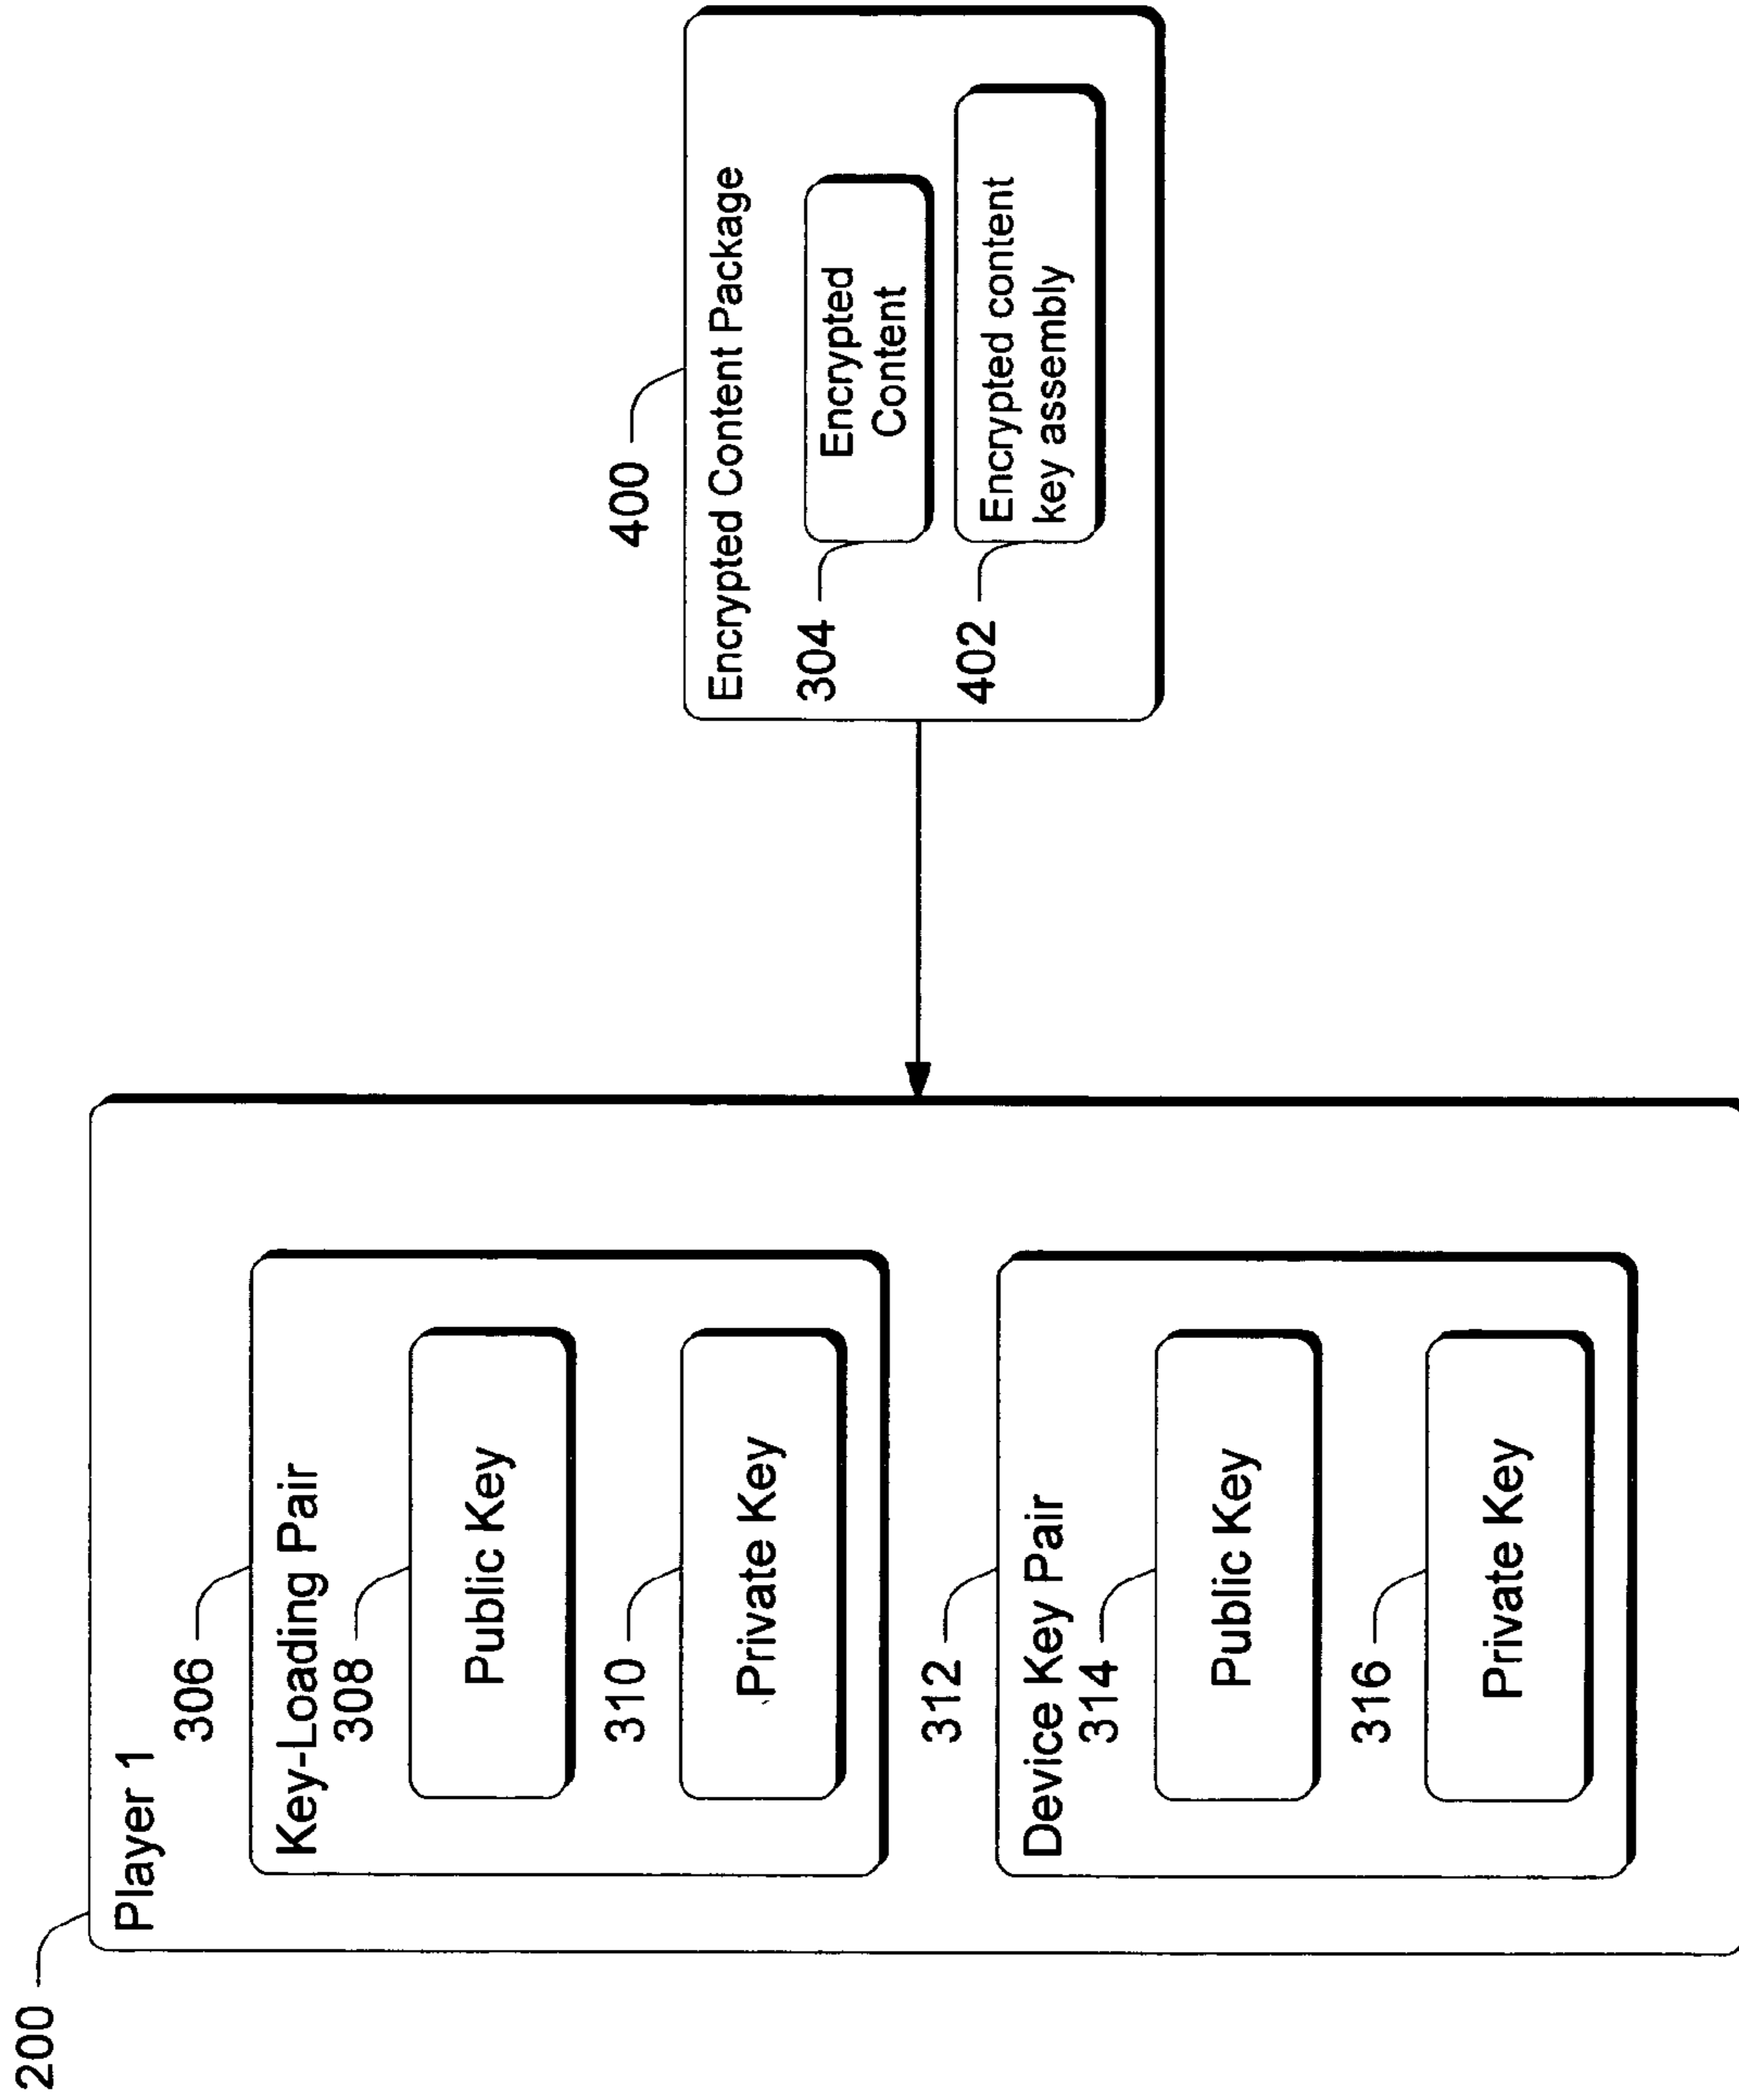 200
Player 1
306
Key-Loading Pair
308
Public Key
310
Private Key
312
Device Key Pair
314
Public Key
316
Private Key
400
Encrypted Content Package
304
Encrypted
Content
402
Encrypted content
key assembly